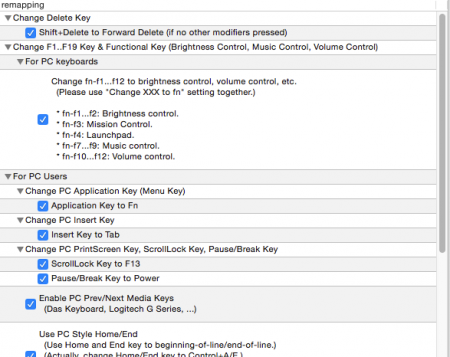 remapping
Change Delete Key
Shift+Delete to Forward Delete (if no other modifiers pressed)
Change F1..F19 Key & Functional Key (Brightness Control, Music Control, Volume Control)
For PC keyboards
Change fn-f1...f12 to brightness control, volume control, etc.
(Please use "Change XXX to fn" setting together.)
* fn-f1...f2: Brightness control.
* fn-f3: Mission Control.
* fn-f4: Launchpad.
* fn-f7...f9: Music control.
* fn-f10...f12: Volume control.
For PC Users
Change PC Application Key (Menu Key)
Application Key to Fn
Change PC Insert Key
Insert Key to Tab
Change PC PrintScreen Key, ScrollLock Key, Pause/Break Key
ScrollLock Key to F13
Pause/Break Key to Power
Enable PC Prev/Next Media Keys
(Das Keyboard, Logitech G Series, ...)
Use PC Style Home/End
(Use Home and End key to beginning-of-line/end-of-line.)
(Actually, change Home/End key to Control+A/E.)